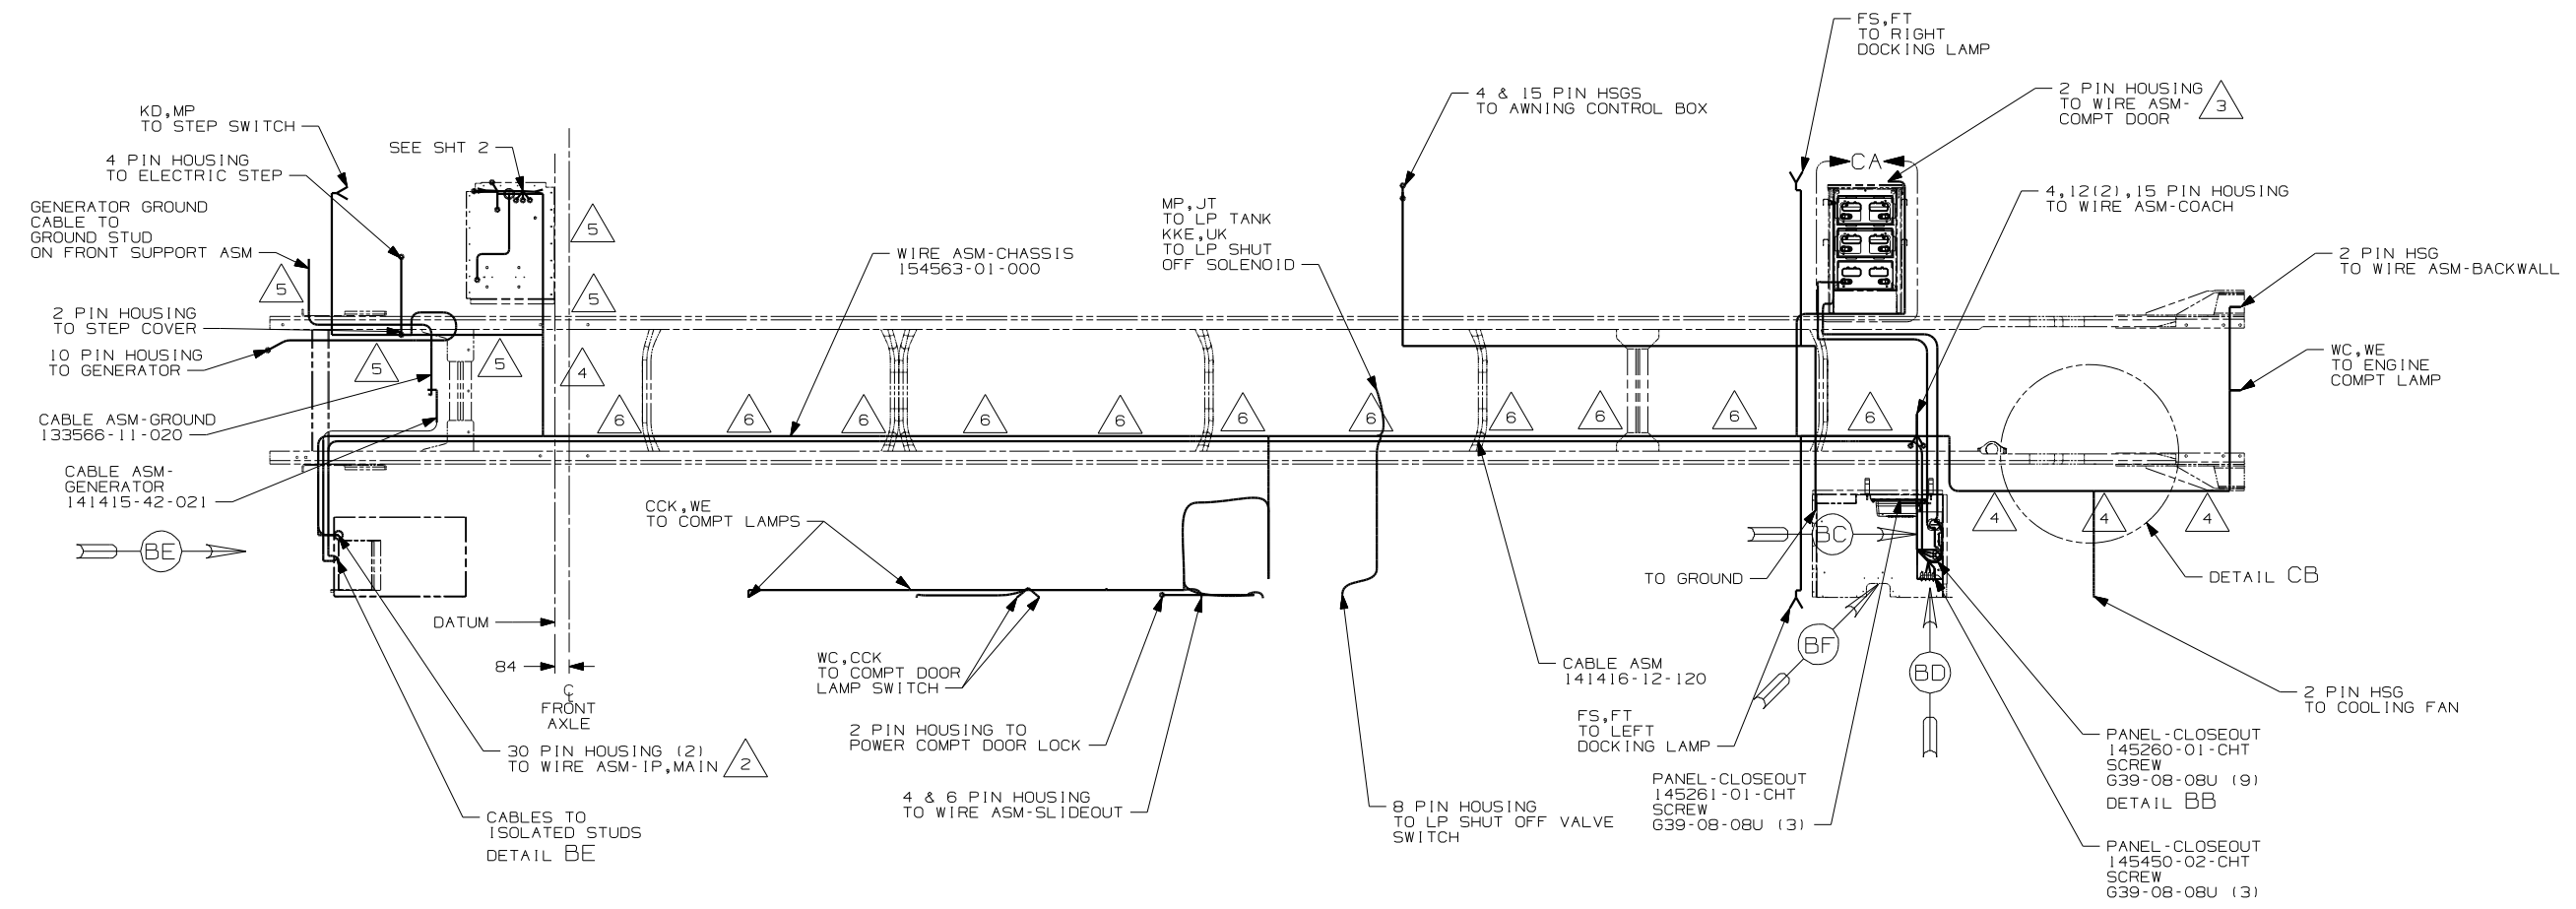 FS,FT
TO RIGHT
DOCKING LAMP
KD,MP
TO STEP SWITCH
4 PIN HOUSING
TO ELECTRIC STEP
GENERATOR GROUND
CABLE TO
GROUND STUD
ON FRONT SUPPORT ASM
2 PIN HOUSING
TO STEP COVER
10 PIN HOUSING
TO GENERATOR
CABLE ASM-GROUND
133566-11-020
CABLE ASM-
GENERATOR
141415-42-021
BE
SEE SHT 2
5
5
5
5
5
4
WIRE ASM-CHASSIS
154563-01-000
MP,JT
TO LP TANK
KKE,UK
TO LP SHUT
OFF SOLENOID
4 & 15 PIN HSGS
TO AWNING CONTROL BOX
CA
2 PIN HOUSING
TO WIRE ASM-
COMPT DOOR
3
4,12(2),15 PIN HOUSING
TO WIRE ASM-COACH
2 PIN HSG
TO WIRE ASM-BACKWALL
WC,WE
TO ENGINE
COMPT LAMP
6
6
6
6
6
6
6
6
6
6
6
4
4
4
CCK,WE
TO COMPT LAMPS
BC
TO GROUND
DETAIL CB
DATUM
84
CL
FRONT
AXLE
WC,CCK
TO COMPT DOOR
LAMP SWITCH
2 PIN HOUSING TO
POWER COMPT DOOR LOCK
4 & 6 PIN HOUSING
TO WIRE ASM-SLIDEOUT
30 PIN HOUSING (2)
TO WIRE ASM-IP,MAIN
2
CABLES TO
ISOLATED STUDS
DETAIL BE
8 PIN HOUSING
TO LP SHUT OFF VALVE
SWITCH
CABLE ASM
141416-12-120
FS,FT
TO LEFT
DOCKING LAMP
BF
BD
PANEL-CLOSEOUT
145261-01-CHT
SCREW
G39-08-08U (3)
2 PIN HSG
TO COOLING FAN
PANEL-CLOSEOUT
145260-01-CHT
SCREW
G39-08-08U (9)
DETAIL BB
PANEL-CLOSEOUT
145450-02-CHT
SCREW
G39-08-08U (3)